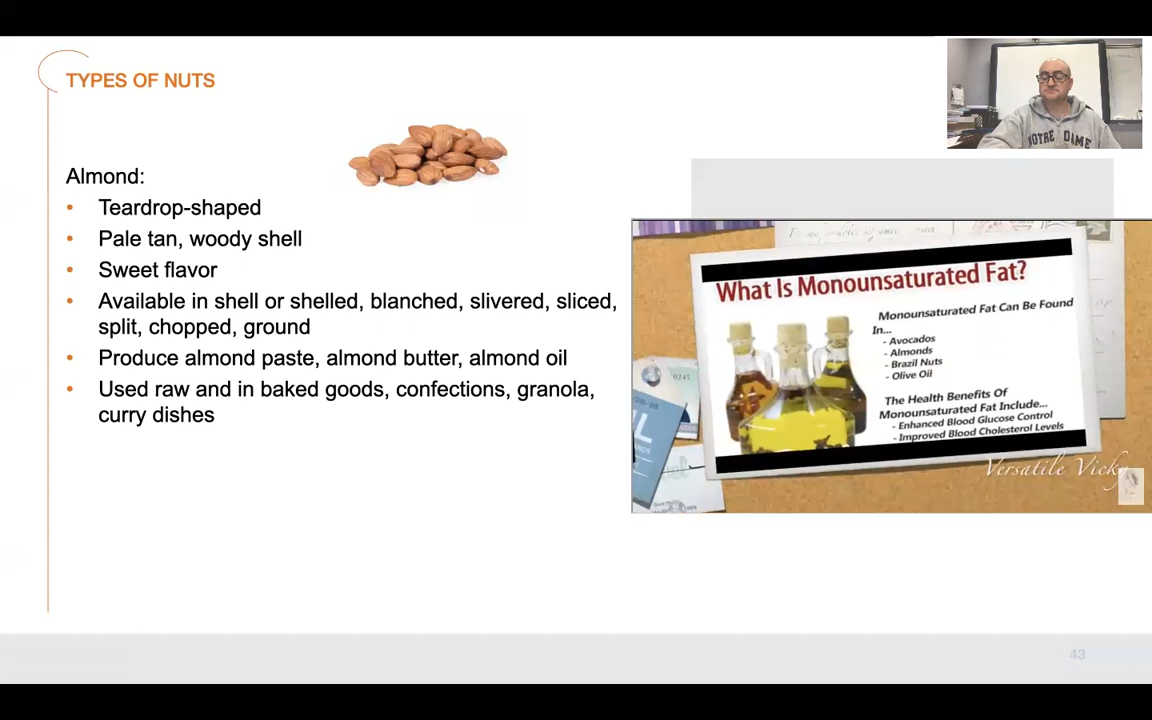 TYPES OF NUTS
NOTRE DAME
Almond:
• Teardrop-shaped
• Pale tan, woody shell
• Sweet flavor
• Available in shell or shelled, blanched, slivered, sliced,
split, chopped, ground
• Produce almond paste, almond butter, almond oil
• Used raw and in baked goods, confections, granola,
curry dishes
What Is Monounsaturated Fat?
Monounsaturated Fat Can Be Found
In...
- Avocados
- Almonds
- Brazil Nuts
- Olive Oil
The Health Benefits Of
Monounsaturated Fat Include...
- Enhanced Blood Glucose Control
- Improved Blood Cholesterol Levels
Versatile Vicky
43